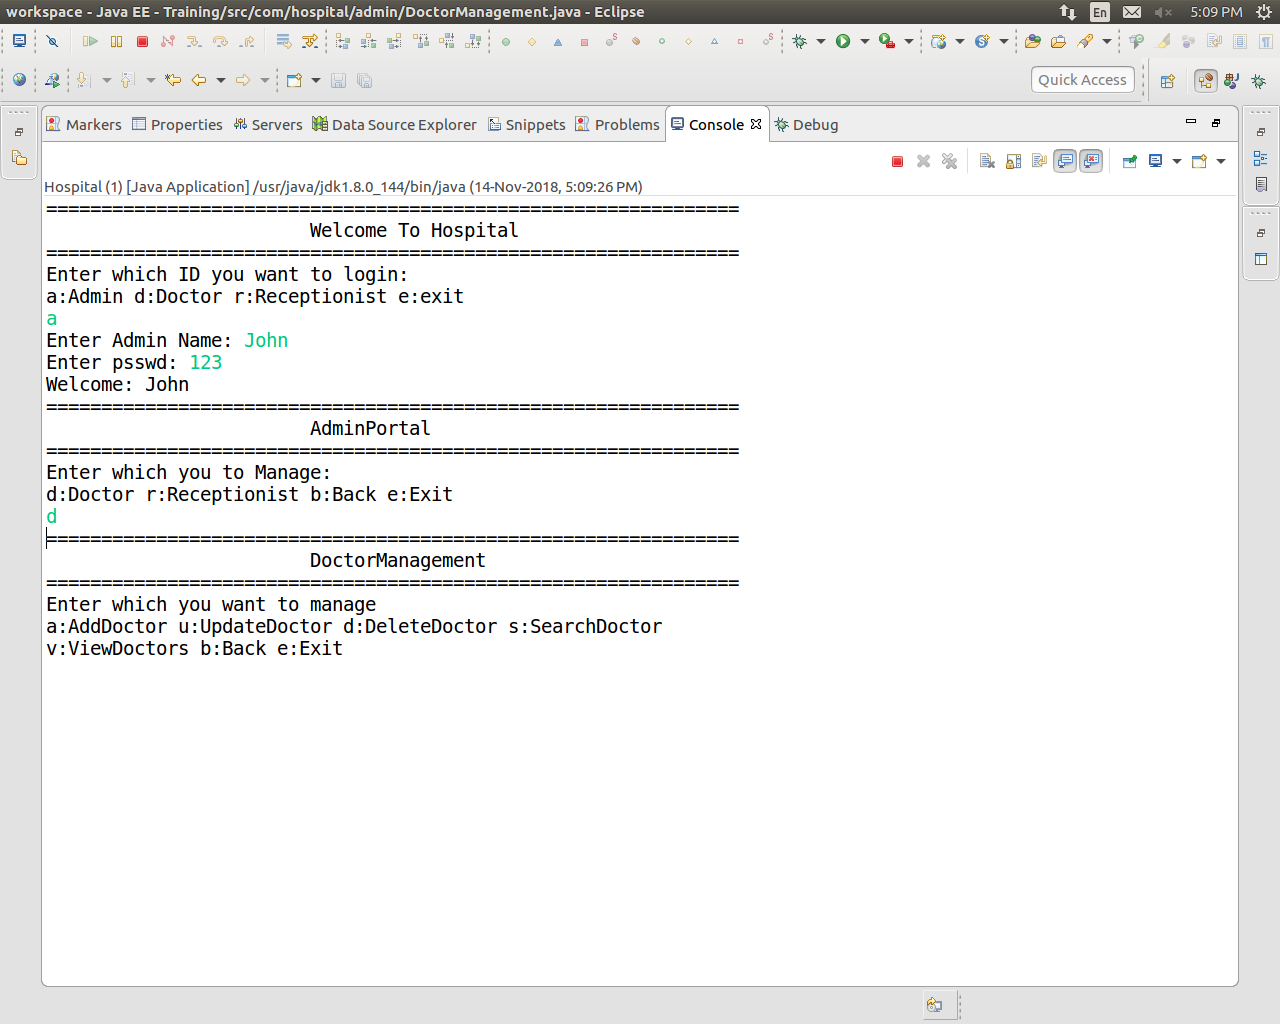 workspace - Java EE - Training/src/com/hospital/admin/DoctorManagement.java - Eclipse
En
5:09 PM
Quick Access
Markers Properties Servers Data Source Explorer Snippets Problems Console Debug
Hospital (1) [Java Application] /usr/java/jdk1.8.0_144/bin/java (14-Nov-2018, 5:09:26 PM)
===============================================================
Welcome To Hospital
===============================================================
Enter which ID you want to login:
a:Admin d:Doctor r:Receptionist e:exit
a
Enter Admin Name: John
Enter psswd: 123
Welcome: John
===============================================================
AdminPortal
===============================================================
Enter which you to Manage:
d:Doctor r:Receptionist b:Back e:Exit
d
===============================================================
DoctorManagement
===============================================================
Enter which you want to manage
a:AddDoctor u:UpdateDoctor d:DeleteDoctor s:SearchDoctor
v:ViewDoctors b:Back e:Exit